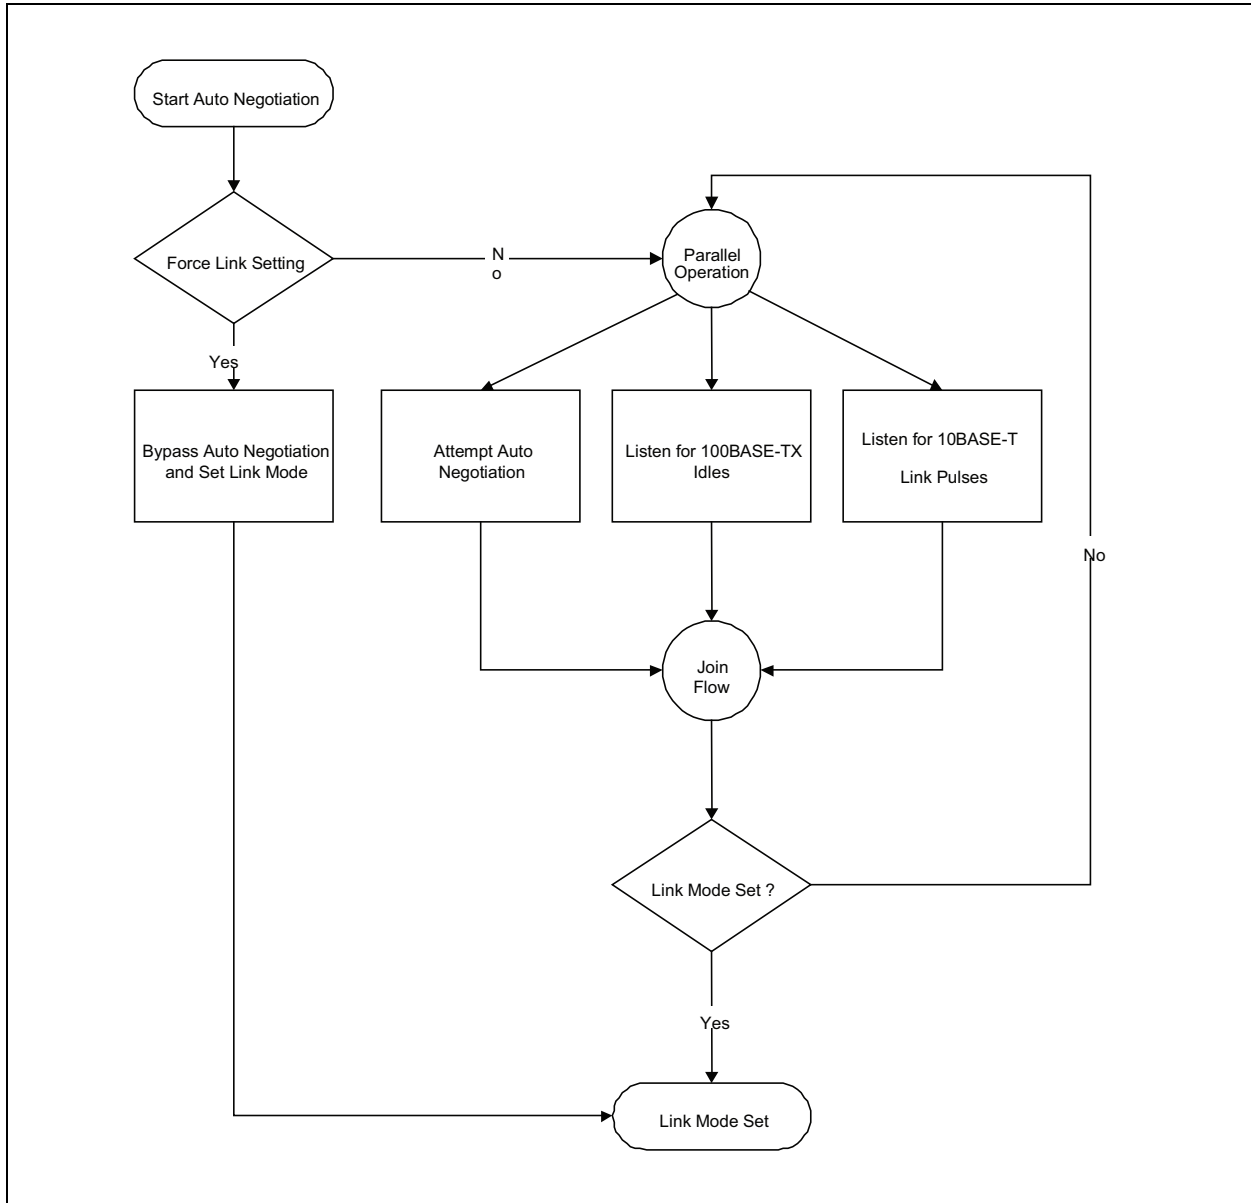 Start Auto Negotiation
Force Link Setting
N
o
Parallel
Operation
Yes
Bypass Auto Negotiation
and Set Link Mode
Attempt Auto
Negotiation
Listen for 100BASE-TX
Idles
Listen for 10BASE-T
Link Pulses
No
Join
Flow
Link Mode Set ?
Yes
Link Mode Set